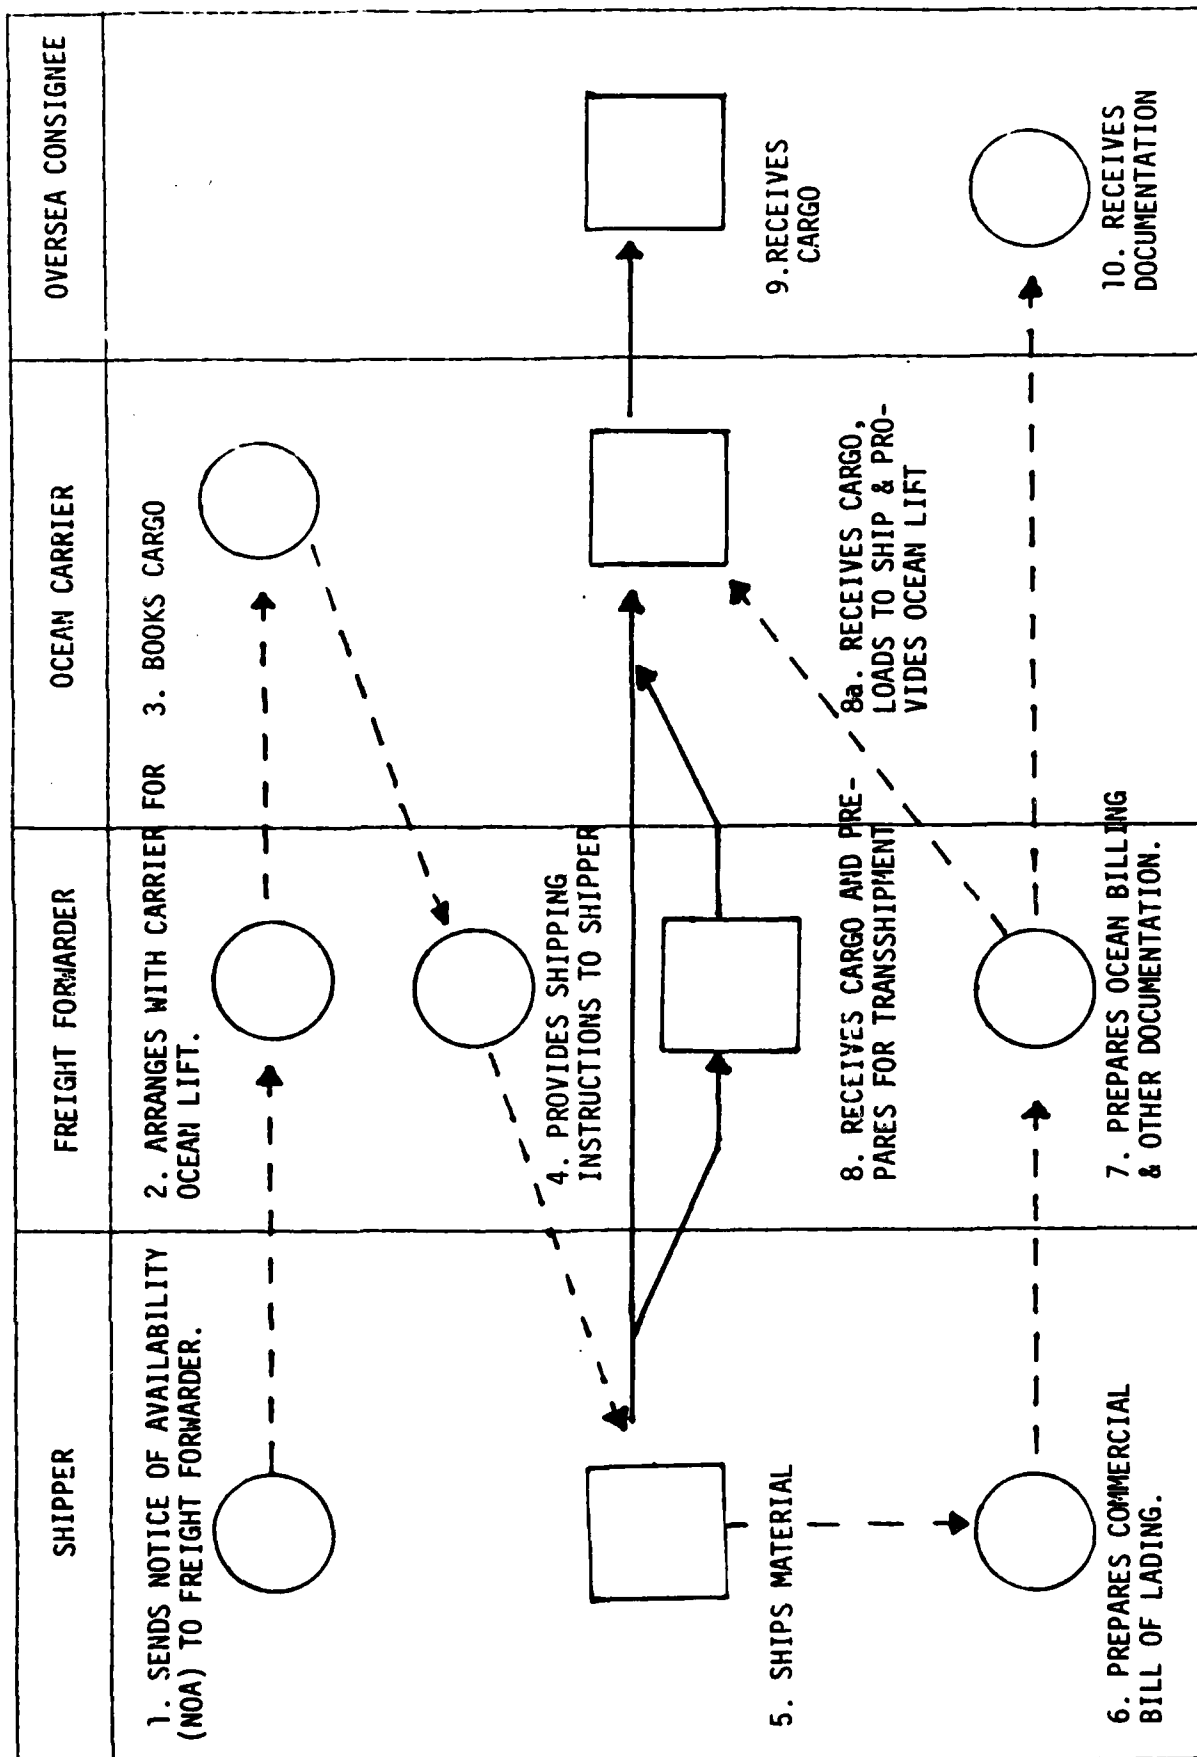 SHIPPER
FREIGHT FORWARDER
OCEAN CARRIER
OVERSEA CONSIGNEE
1. SENDS NOTICE OF AVAILABILITY
(NOA) TO FREIGHT FORWARDER.
2. ARRANGES WITH CARRIER FOR
OCEAN LIFT.
3. BOOKS CARGO
4. PROVIDES SHIPPING
INSTRUCTIONS TO SHIPPER
5. SHIPS MATERIAL
8. RECEIVES CARGO AND PRE-
PARES FOR TRANSSHIPMENT
8a. RECEIVES CARGO,
LOADS TO SHIP & PRO-
VIDES OCEAN LIFT
9.RECEIVES
CARGO
6. PREPARES COMMERCIAL
BILL OF LADING.
7. PREPARES OCEAN BILLING
& OTHER DOCUMENTATION.
10. RECEIVES
DOCUMENTATION